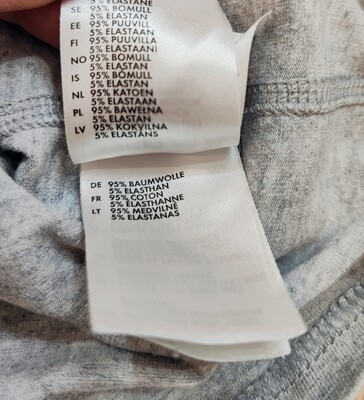 5% ELASTANE
SE 95% BOMULL
5% ELASTAN
EE 95% PUUVILL
5% ELASTAAN
FI 95% PUUVILLA
5% ELASTAANI
NO 95% BOMULL
5% ELASTAN
IS 95% BÓMULL
5% ELASTAN
NL 95% KATOEN
5% ELASTAAN
PL 95% BAWEŁNA
5% ELASTAN
LV 95% KOKVILNA
5% ELASTĀNS
DE 95% BAUMWOLLE
5% ELASTHAN
FR 95% COTON
5% ELASTHANNE
LT 95% MEDVILNĖ
5% ELASTANAS